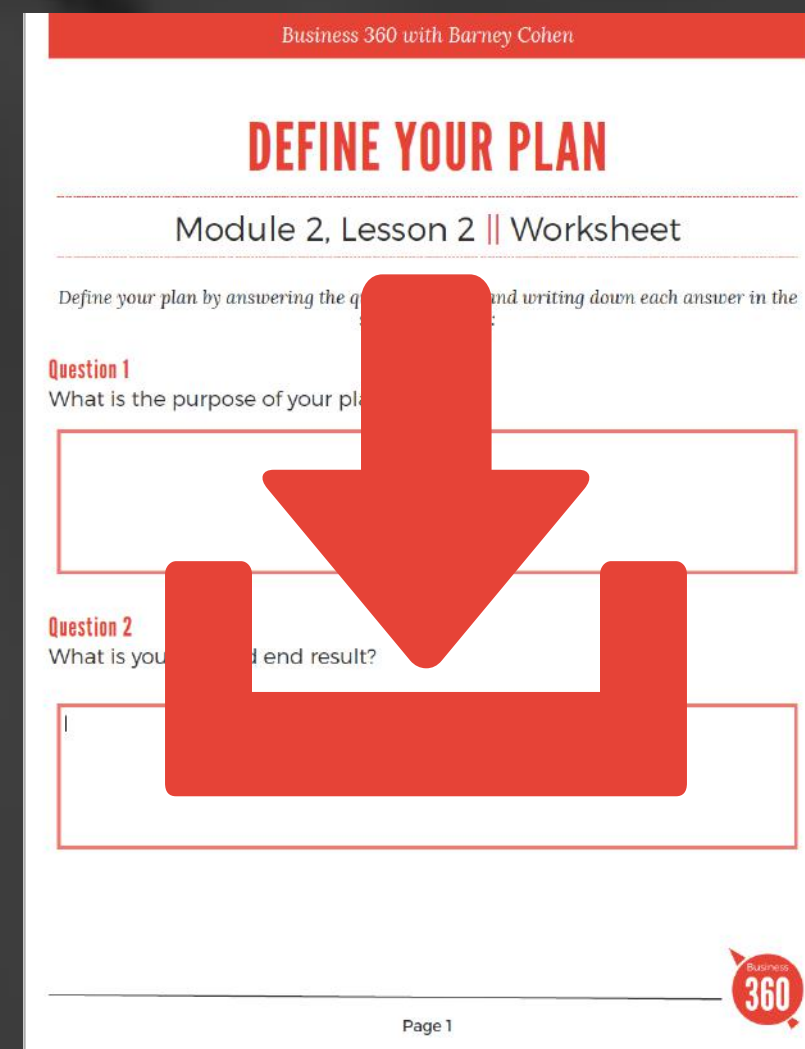 Business 360 with Barney Cohen
DEFINE YOUR PLAN
Module 2, Lesson 2 || Worksheet
Define your plan by answering the and writing down each answer in the
Question 1
What is the purpose of your
Question 2
What is end result?
Business
360
Page 1